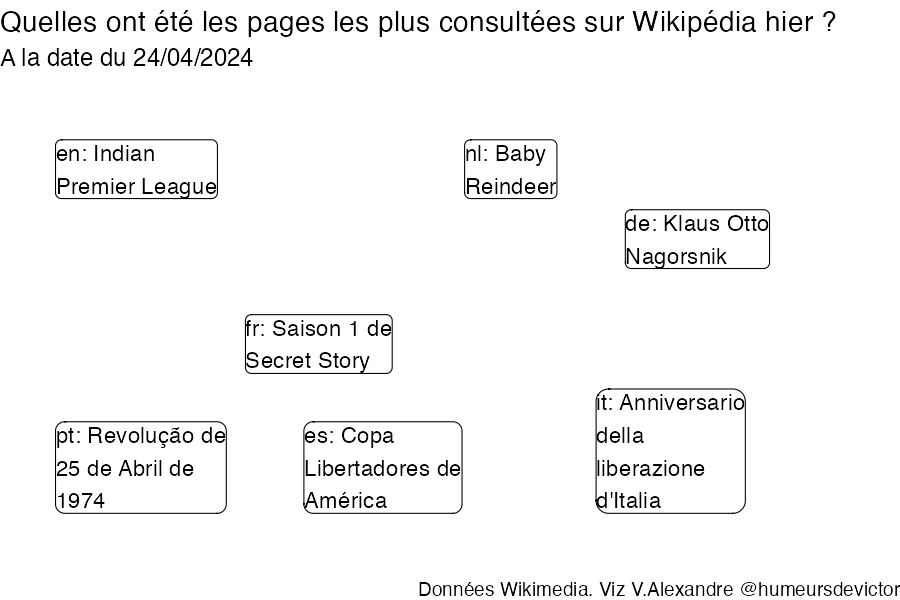 Quelles ont été les pages les plus consultées sur Wikipédia hier ?
A la date du 24/04/2024
en: Indian
Premier League
nl: Baby
Reindeer
de: Klaus Otto
Nagorsnik
fr: Saison 1 de
Secret Story
pt: Revolução de
25 de Abril de
1974
es: Copa
Libertadores de
América
it: Anniversario
della
liberazione
d'Italia
Données Wikimedia. Viz V.Alexandre @humeursdevictor